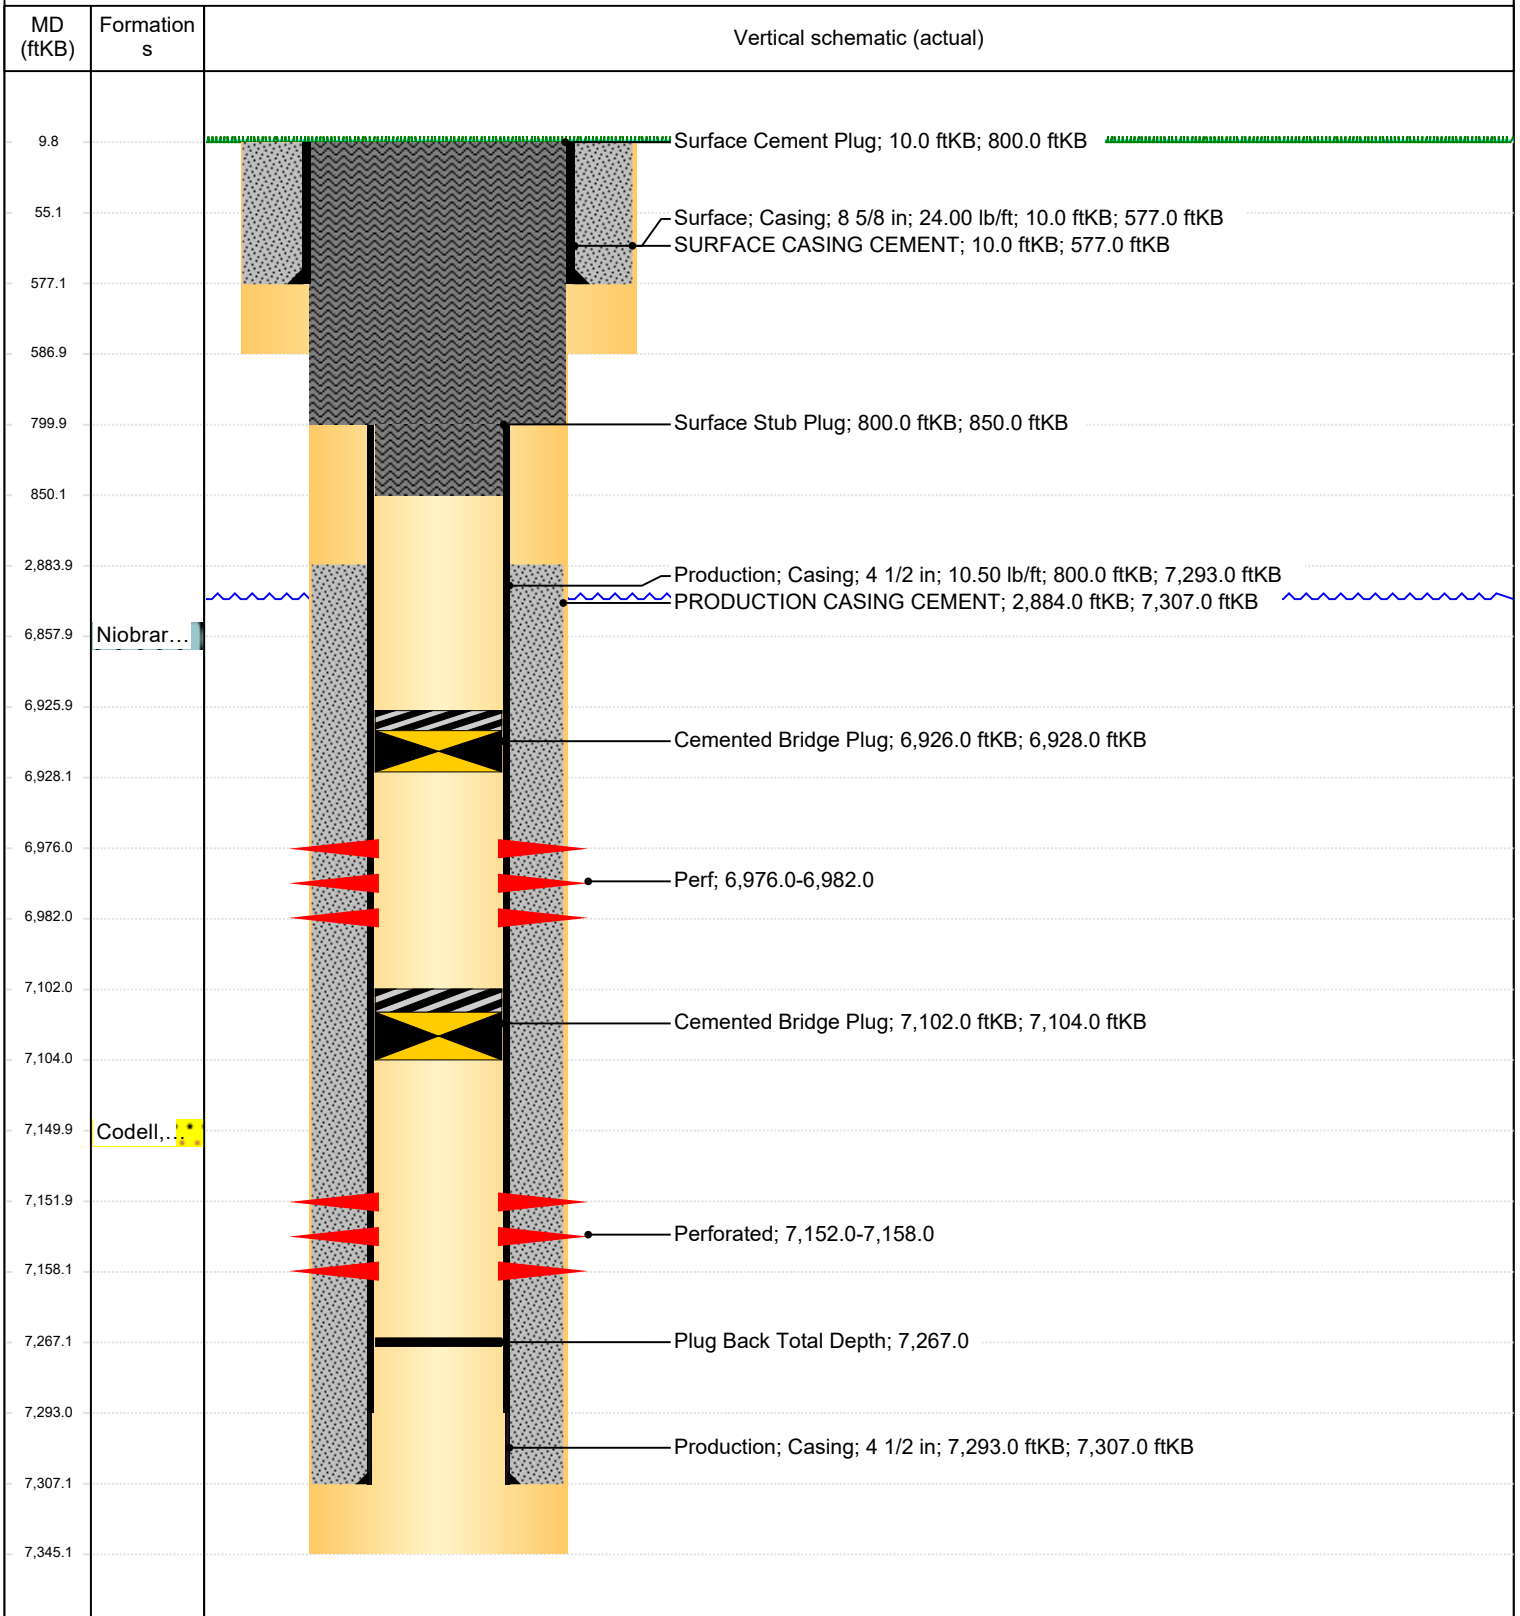 MD
(ftKB)
Formation
s
Vertical schematic (actual)
9.8
Surface Cement Plug; 10.0 ftKB; 800.0 ftKB
55.1
Surface; Casing; 8 5/8 in; 24.00 lb/ft; 10.0 ftKB; 577.0 ftKB
SURFACE CASING CEMENT; 10.0 ftKB; 577.0 ftKB
577.1
586.9
799.9
Surface Stub Plug; 800.0 ftKB; 850.0 ftKB
850.1
2,883.9
Production; Casing; 4 1/2 in; 10.50 lb/ft; 800.0 ftKB; 7,293.0 ftKB
PRODUCTION CASING CEMENT; 2,884.0 ftKB; 7,307.0 ftKB
6,857.9
Niobrar...
6,925.9
Cemented Bridge Plug; 6,926.0 ftKB; 6,928.0 ftKB
6,928.1
6,976.0
Perf; 6,976.0-6,982.0
6,982.0
7,102.0
Cemented Bridge Plug; 7,102.0 ftKB; 7,104.0 ftKB
7,104.0
7,149.9
Codell,...
7,151.9
Perforated; 7,152.0-7,158.0
7,158.1
7,267.1
Plug Back Total Depth; 7,267.0
7,293.0
Production; Casing; 4 1/2 in; 7,293.0 ftKB; 7,307.0 ftKB
7,307.1
7,345.1